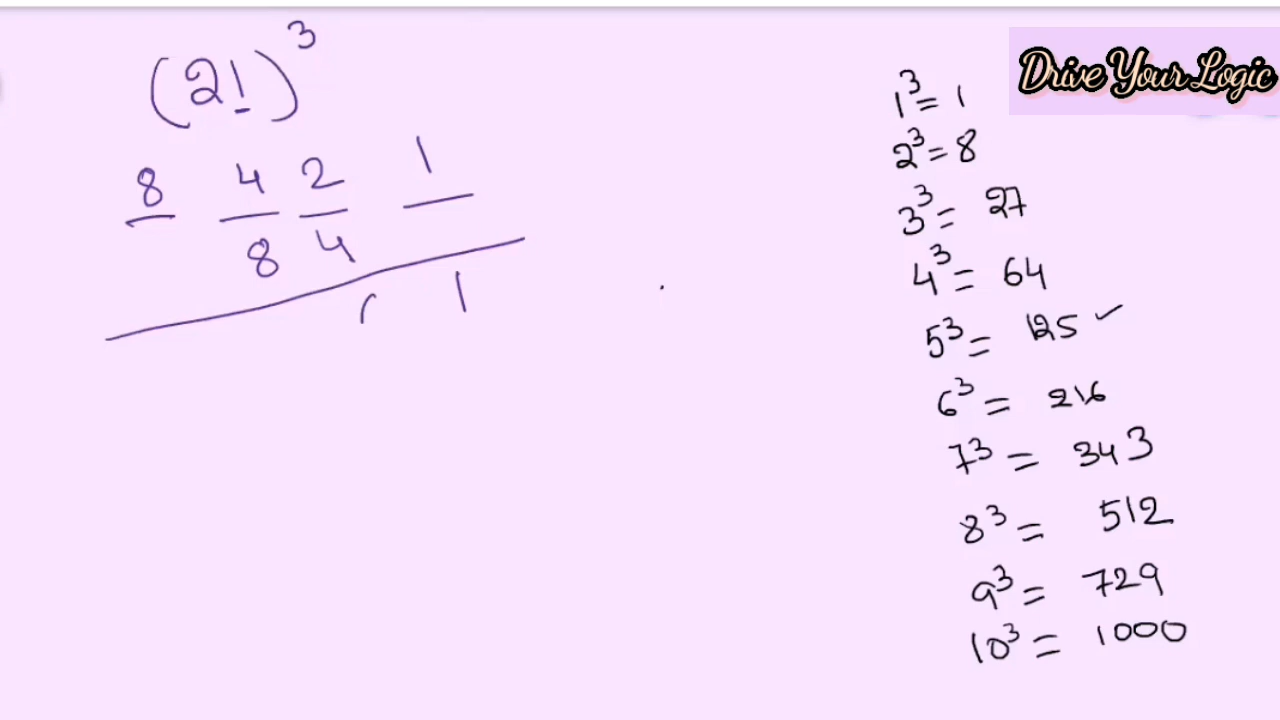 (21)³
8 4 2 1
8 4
( 1
Drive Your Logic
1³ = 1
2³ = 8
3³ = 27
4³ = 64
5³ = 125 ✓
6³ = 216
7³ = 343
8³ = 512
9³ = 729
10³ = 1000